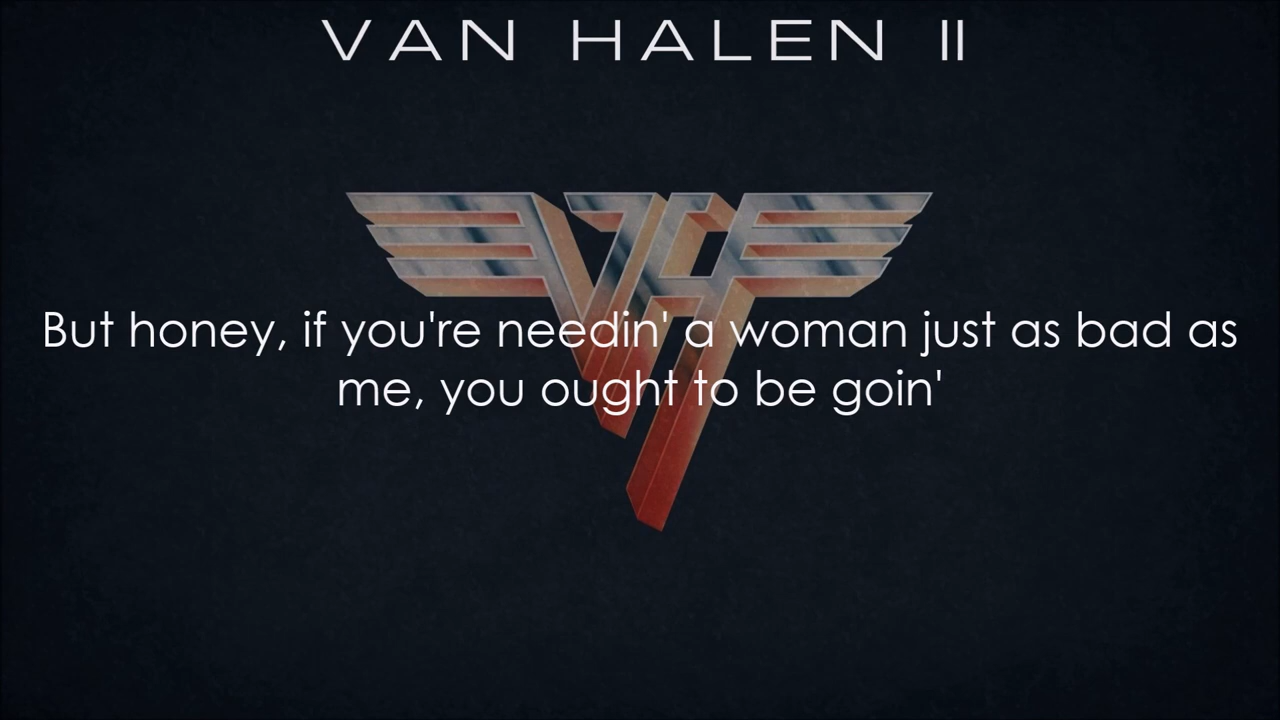 VAN HALEN II
But honey, if you're needin' a woman just as bad as
me, you ought to be goin'